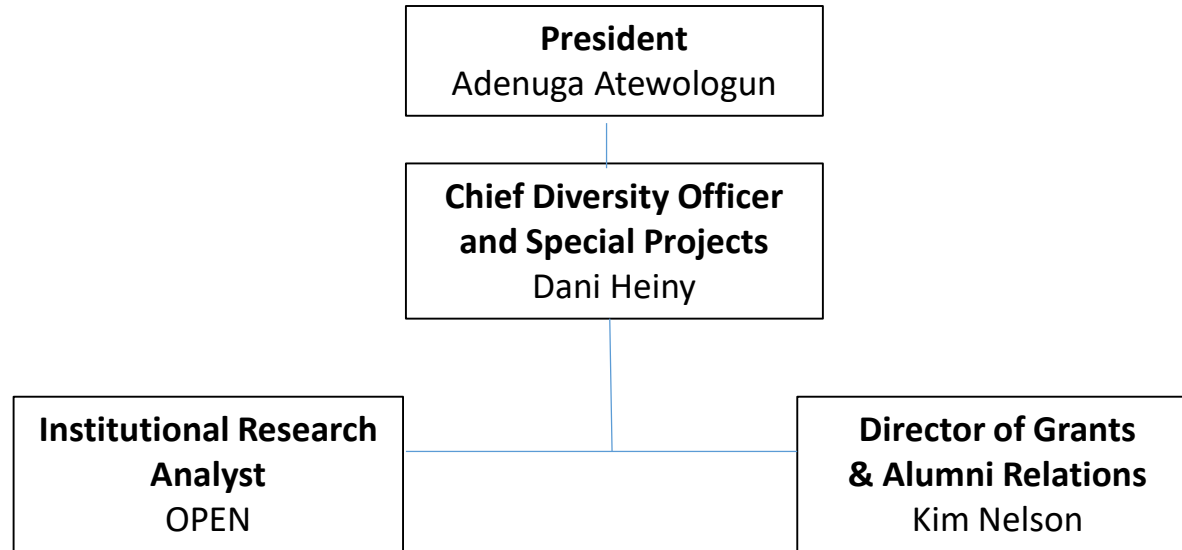 President
Adenuga Atewologun
Chief Diversity Officer
and Special Projects
Dani Heiny
Institutional Research
Analyst
OPEN
Director of Grants
& Alumni Relations
Kim Nelson